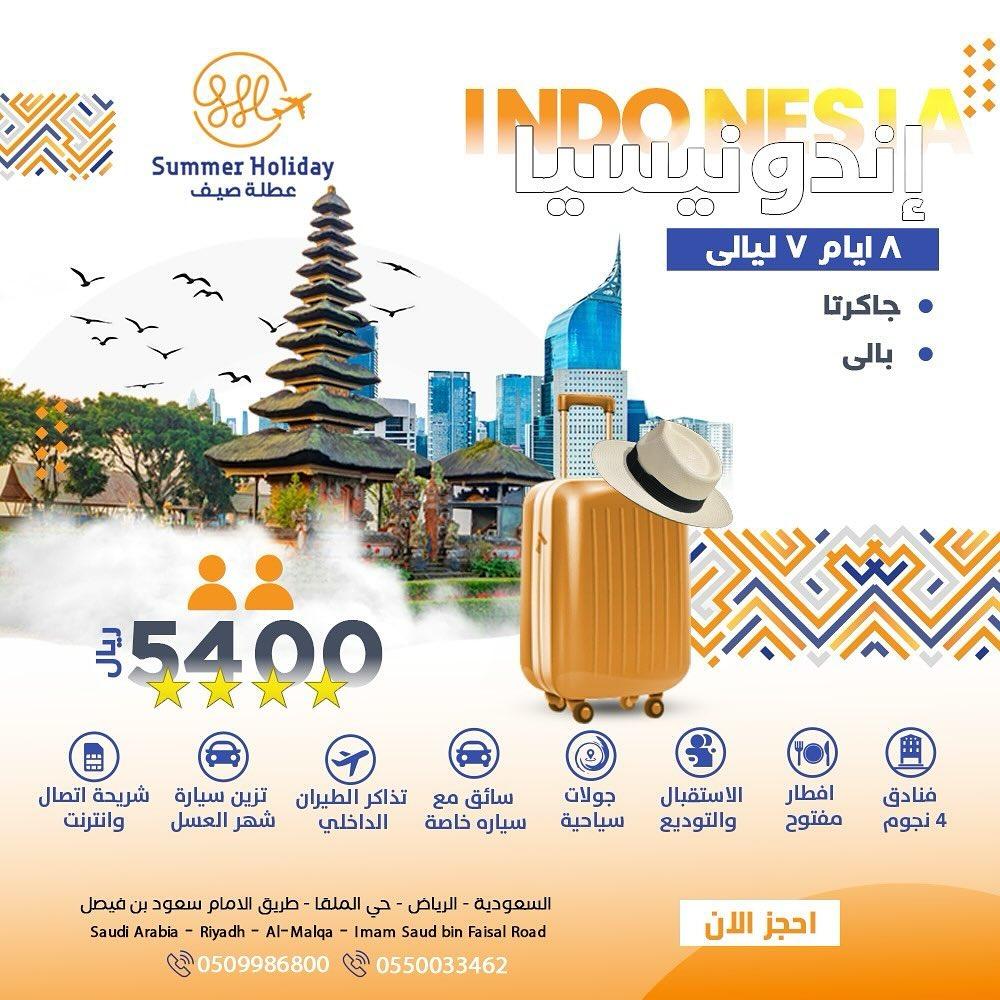 Summer Holiday
عطلة صيف
INDONESIA
إندونيسيا
٨ ايام ٧ ليالى
جاكرتا
بالى
5400 ريال
فنادق
4 نجوم
افطار
مفتوح
الاستقبال
والتوديع
جولات
سياحية
سائق مع
سياره خاصة
تذاكر الطيران
الداخلي
تزين سيارة
شهر العسل
شريحة اتصال
وانترنت
السعودية - الرياض - حي الملقا - طريق الامام سعود بن فيصل
Saudi Arabia - Riyadh - Al-Malqa - Imam Saud bin Faisal Road
0509986800 0550033462
احجز الان